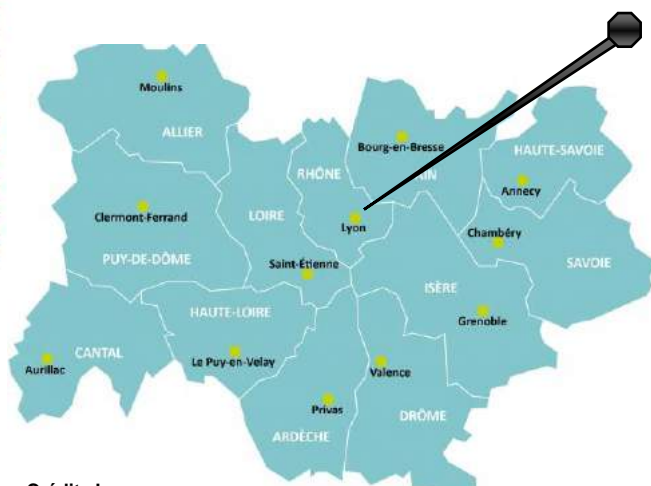 Moulins
ALLIER
Bourg-en-Bresse
HAUTE-SAVOIE
RHÔNE
Annecy
Clermont-Ferrand
LOIRE
Lyon
Chambéry
PUY-DE-DÔME
Saint-Étienne
SAVOIE
ISÈRE
HAUTE-LOIRE
Grenoble
CANTAL
Le Puy-en-Velay
Aurillac
Valence
Privas
DRÔME
ARDÈCHE